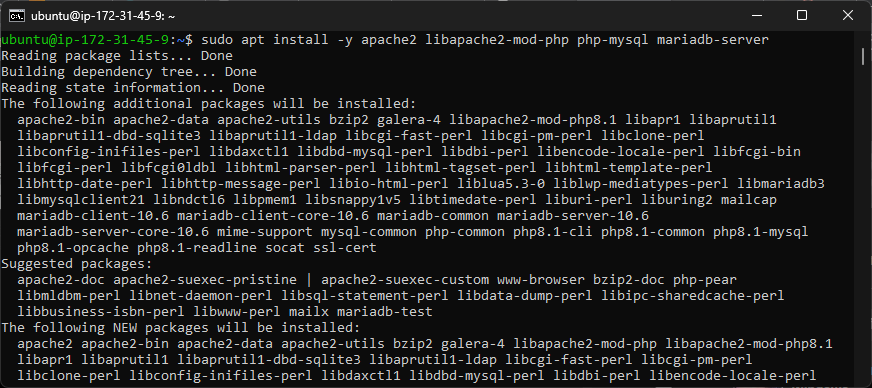 ubuntu@ip-172-31-45-9: ~
ubuntu@ip-172-31-45-9:~$ sudo apt install -y apache2 libapache2-mod-php php-mysql mariadb-server
Reading package lists... Done
Building dependency tree... Done
Reading state information... Done
The following additional packages will be installed:
  apache2-bin apache2-data apache2-utils bzip2 galera-4 libapache2-mod-php8.1 libapr1 libaprutil1
  libaprutil1-dbd-sqlite3 libaprutil1-ldap libcgi-fast-perl libcgi-pm-perl libclone-perl
  libconfig-inifiles-perl libdaxctl1 libdbd-mysql-perl libdbi-perl libencode-locale-perl libfcgi-bin
  libfcgi-perl libfcgi0ldbl libhtml-parser-perl libhtml-tagset-perl libhtml-template-perl
  libhttp-date-perl libhttp-message-perl libio-html-perl liblua5.3-0 liblwp-mediatypes-perl libmariadb3
  libmysqlclient21 libndctl6 libpmem1 libsnappy1v5 libtimedate-perl liburi-perl liburing2 mailcap
  mariadb-client-10.6 mariadb-client-core-10.6 mariadb-common mariadb-server-10.6
  mariadb-server-core-10.6 mime-support mysql-common php-common php8.1-cli php8.1-common php8.1-mysql
  php8.1-opcache php8.1-readline socat ssl-cert
Suggested packages:
  apache2-doc apache2-suexec-pristine | apache2-suexec-custom www-browser bzip2-doc php-pear
  libmldbm-perl libnet-daemon-perl libsql-statement-perl libdata-dump-perl libipc-sharedcache-perl
  libbusiness-isbn-perl libwww-perl mailx mariadb-test
The following NEW packages will be installed:
  apache2 apache2-bin apache2-data apache2-utils bzip2 galera-4 libapache2-mod-php libapache2-mod-php8.1
  libapr1 libaprutil1 libaprutil1-dbd-sqlite3 libaprutil1-ldap libcgi-fast-perl libcgi-pm-perl
  libclone-perl libconfig-inifiles-perl libdaxctl1 libdbd-mysql-perl libdbi-perl libencode-locale-perl